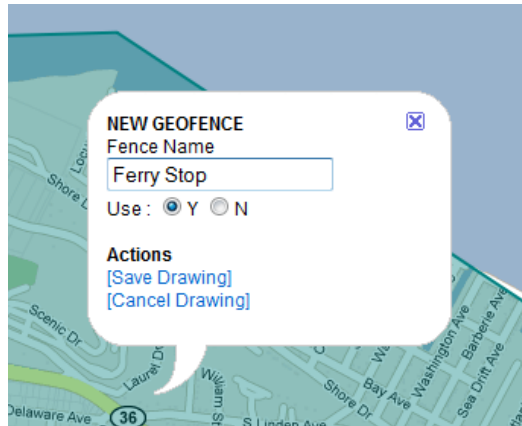 NEW GEOFENCE
Fence Name
Ferry Stop
Use : Y N
Actions
[Save Drawing]
[Cancel Drawing]
Shore
Scenic Dr
Laurel Dr
William St
Delaware Ave
36
S Linden Ave
Shore Dr
Bay Ave
Washington Ave
Barberie Ave
Sea Drift Ave